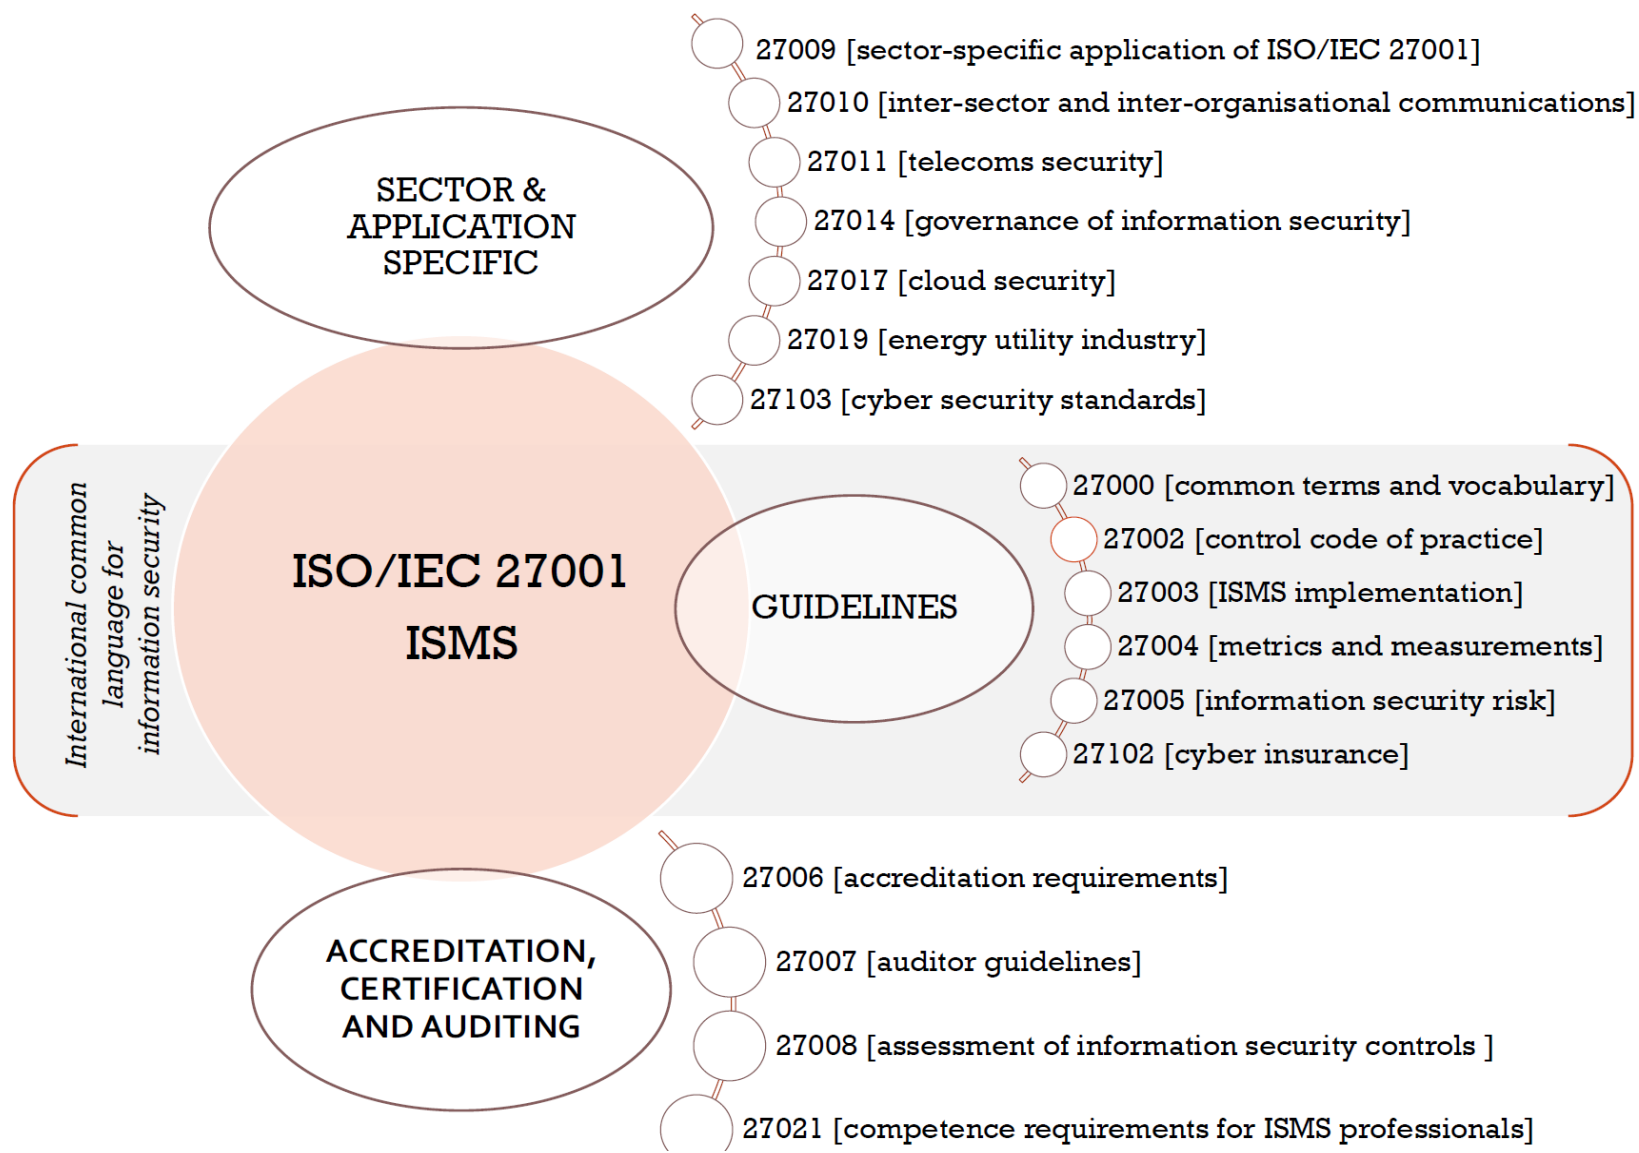 27009 [sector-specific application of ISO/IEC 27001]
27010 [inter-sector and inter-organisational communications]
27011 [telecoms security]
27014 [governance of information security]
27017 [cloud security]
27019 [energy utility industry]
27103 [cyber security standards]
SECTOR &
APPLICATION
SPECIFIC
International common
language for
information security
ISO/IEC 27001
ISMS
GUIDELINES
27000 [common terms and vocabulary]
27002 [control code of practice]
27003 [ISMS implementation]
27004 [metrics and measurements]
27005 [information security risk]
27102 [cyber insurance]
ACCREDITATION,
CERTIFICATION
AND AUDITING
27006 [accreditation requirements]
27007 [auditor guidelines]
27008 [assessment of information security controls ]
27021 [competence requirements for ISMS professionals]